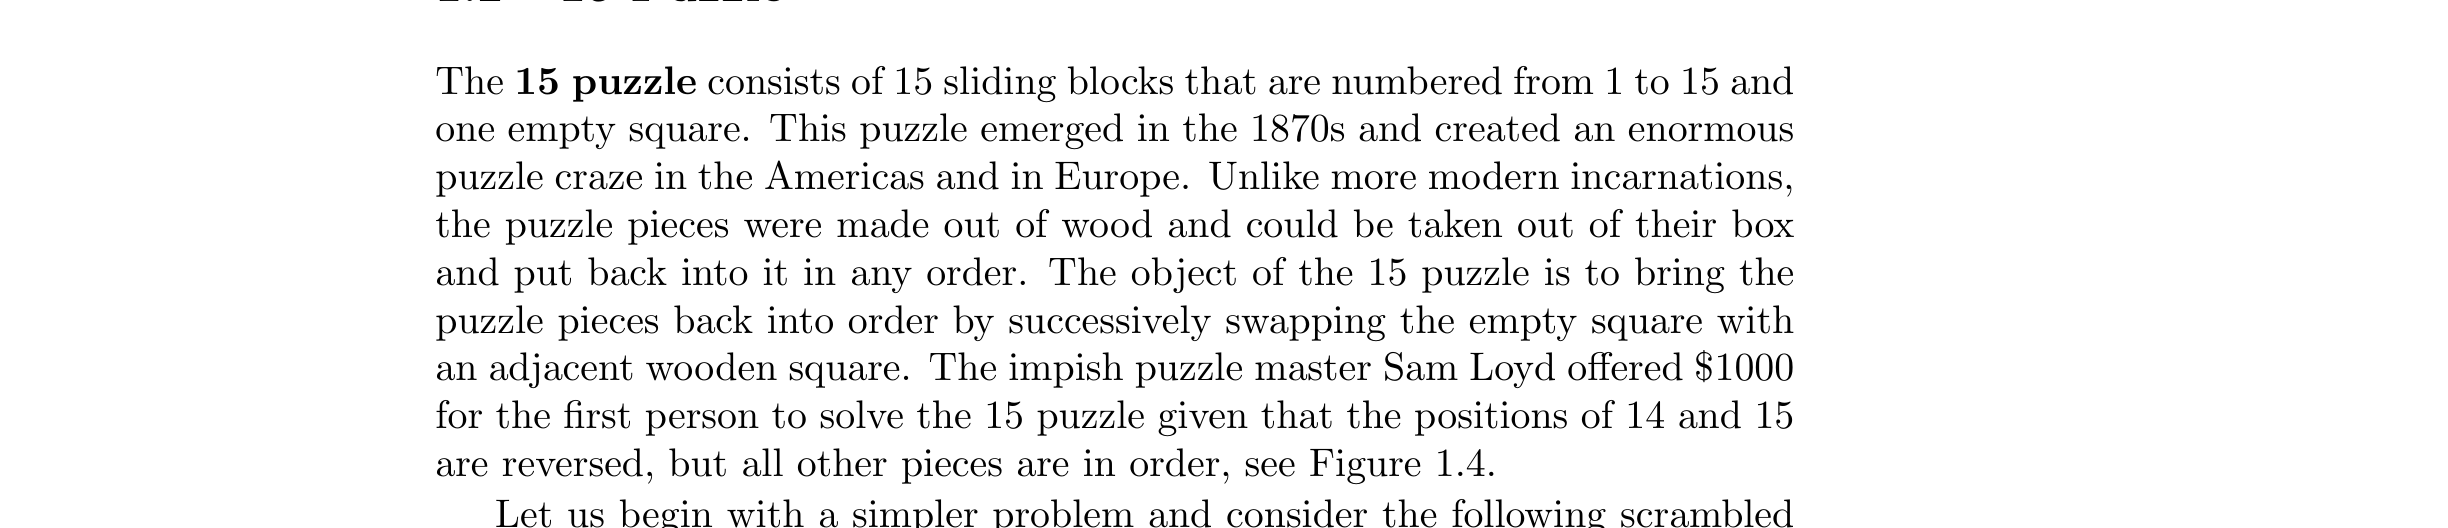 The 15 puzzle consists of 15 sliding blocks that are numbered from 1 to 15 and
one empty square. This puzzle emerged in the 1870s and created an enormous
puzzle craze in the Americas and in Europe. Unlike more modern incarnations,
the puzzle pieces were made out of wood and could be taken out of their box
and put back into it in any order. The object of the 15 puzzle is to bring the
puzzle pieces back into order by successively swapping the empty square with
an adjacent wooden square. The impish puzzle master Sam Loyd offered $1000
for the first person to solve the 15 puzzle given that the positions of 14 and 15
are reversed, but all other pieces are in order, see Figure 1.4.
Let us begin with a simpler problem and consider the following scrambled